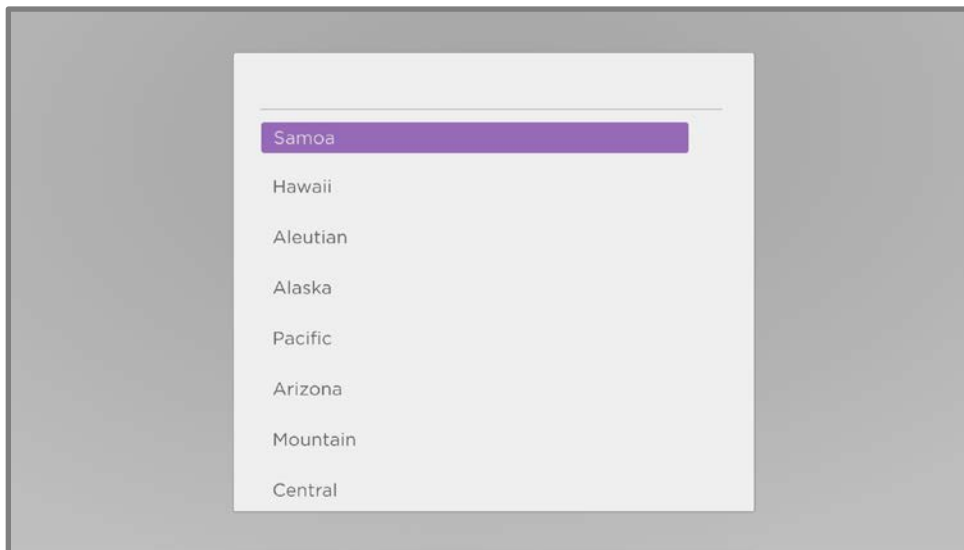 Samoa
Hawaii
Aleutian
Alaska
Pacific
Arizona
Mountain
Central